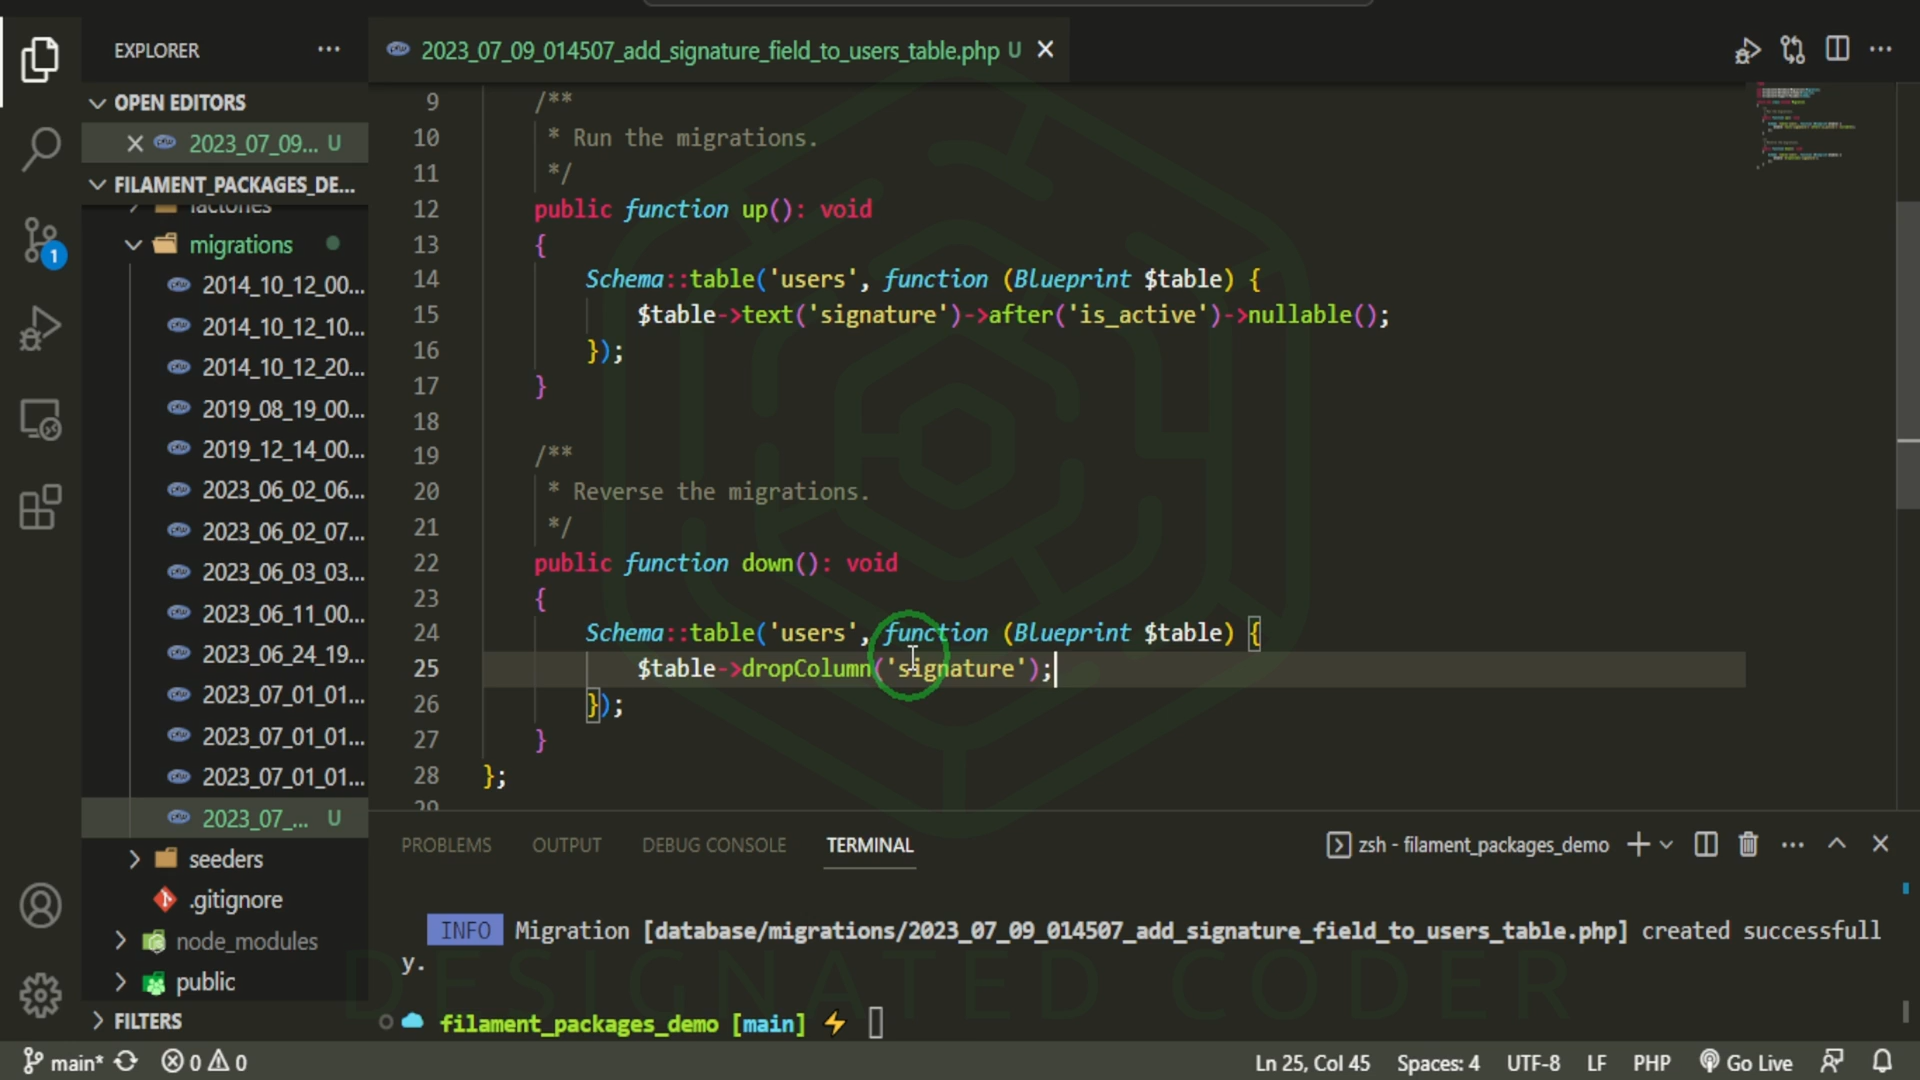 EXPLORER
OPEN EDITORS
2023_07_09... U
FILAMENT_PACKAGES_DE...
factories
migrations
2014_10_12_00...
2014_10_12_10...
2014_10_12_20...
2019_08_19_00...
2019_12_14_00...
2023_06_02_06...
2023_06_02_07...
2023_06_03_03...
2023_06_11_00...
2023_06_24_19...
2023_07_01_01...
2023_07_01_01...
2023_07_01_01...
2023_07_... U
seeders
.gitignore
node_modules
public
FILTERS
1
2023_07_09_014507_add_signature_field_to_users_table.php U
9 /**
10 * Run the migrations.
11 */
12 public function up(): void
13 {
14 Schema::table('users', function (Blueprint $table) {
15 $table->text('signature')->after('is_active')->nullable();
16 });
17 }
18
19 /**
20 * Reverse the migrations.
21 */
22 public function down(): void
23 {
24 Schema::table('users', function (Blueprint $table) {
25 $table->dropColumn('signature');
26 });
27 }
28 };
29
PROBLEMS OUTPUT DEBUG CONSOLE TERMINAL
zsh - filament_packages_demo
INFO Migration [database/migrations/2023_07_09_014507_add_signature_field_to_users_table.php] created successfull
y.
DESIGNATED CODER
filament_packages_demo [main]
main* 0 0
Ln 25, Col 45 Spaces: 4 UTF-8 LF PHP Go Live